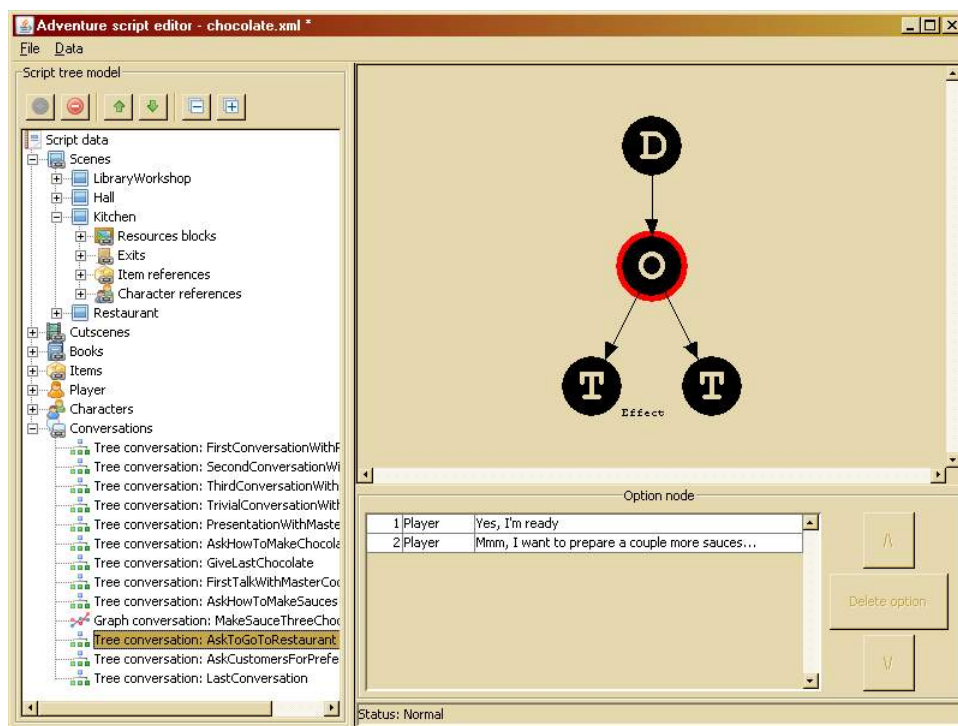 Adventure script editor - chocolate.xml *
File Data
Script tree model
Script data
Scenes
LibraryWorkshop
Hall
Kitchen
Resources blocks
Exits
Item references
Character references
Restaurant
Cutscenes
Books
Items
Player
Characters
Conversations
Tree conversation: FirstConversationWithP
Tree conversation: SecondConversationWi
Tree conversation: ThirdConversationWith
Tree conversation: TrivialConversationWith
Tree conversation: PresentationWithMaste
Tree conversation: AskHowToMakeChocola
Tree conversation: GiveLastChocolate
Tree conversation: FirstTalkWithMasterCoo
Tree conversation: AskHowToMakeSauces
Graph conversation: MakeSauceThreeChoc
Tree conversation: AskToGoToRestaurant
Tree conversation: AskCustomersForPrefe
Tree conversation: LastConversation
D
O
T T
Effect
Option node
1 Player Yes, I'm ready
2 Player Mmm, I want to prepare a couple more sauces...
/\
Delete option
\/
Status: Normal